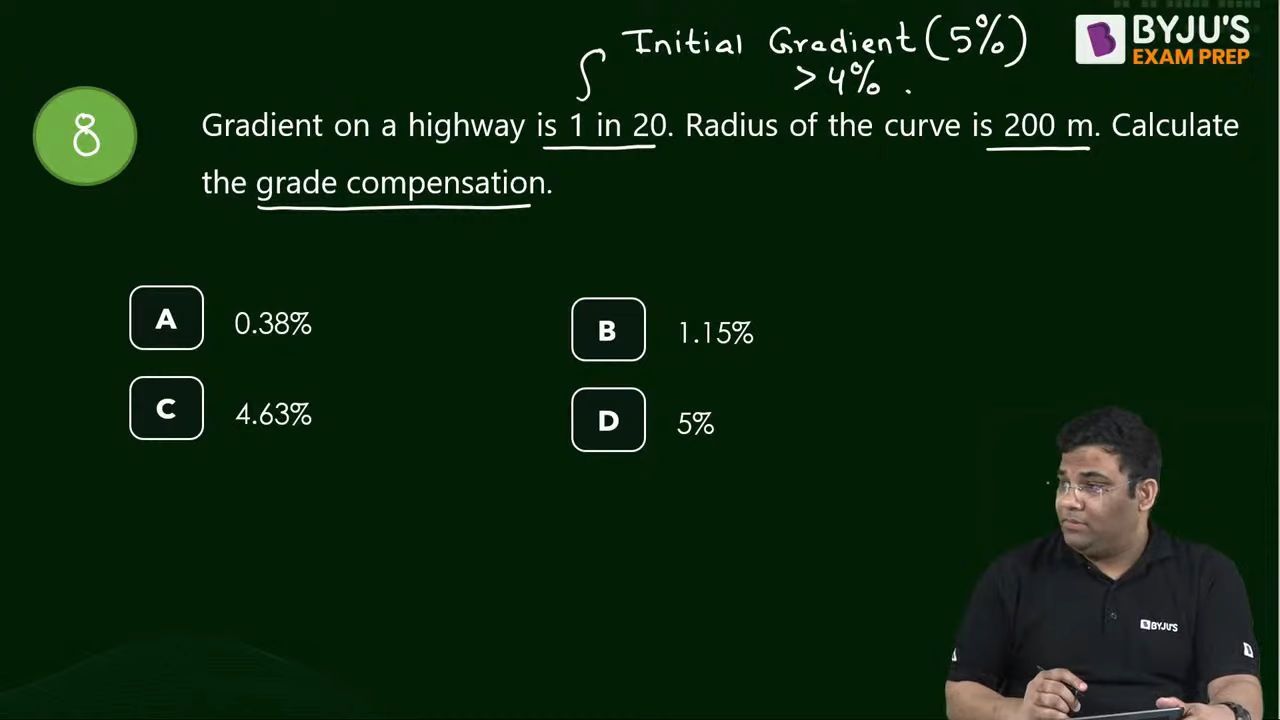 Initial Gradient (5%)
> 4% .
BYJU'S
EXAM PREP
8
Gradient on a highway is 1 in 20. Radius of the curve is 200 m. Calculate
the grade compensation.
A
0.38%
B
1.15%
C
4.63%
D
5%
BYJU'S